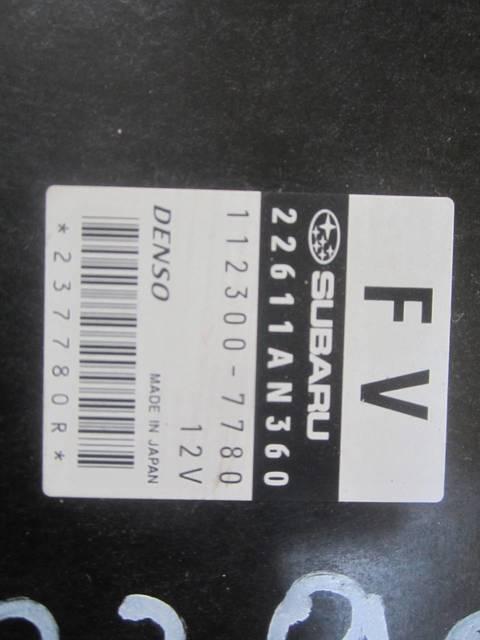 FV
SUBARU
22611AN360
112300-7780
12V
DENSO
MADE IN JAPAN
*237780R*